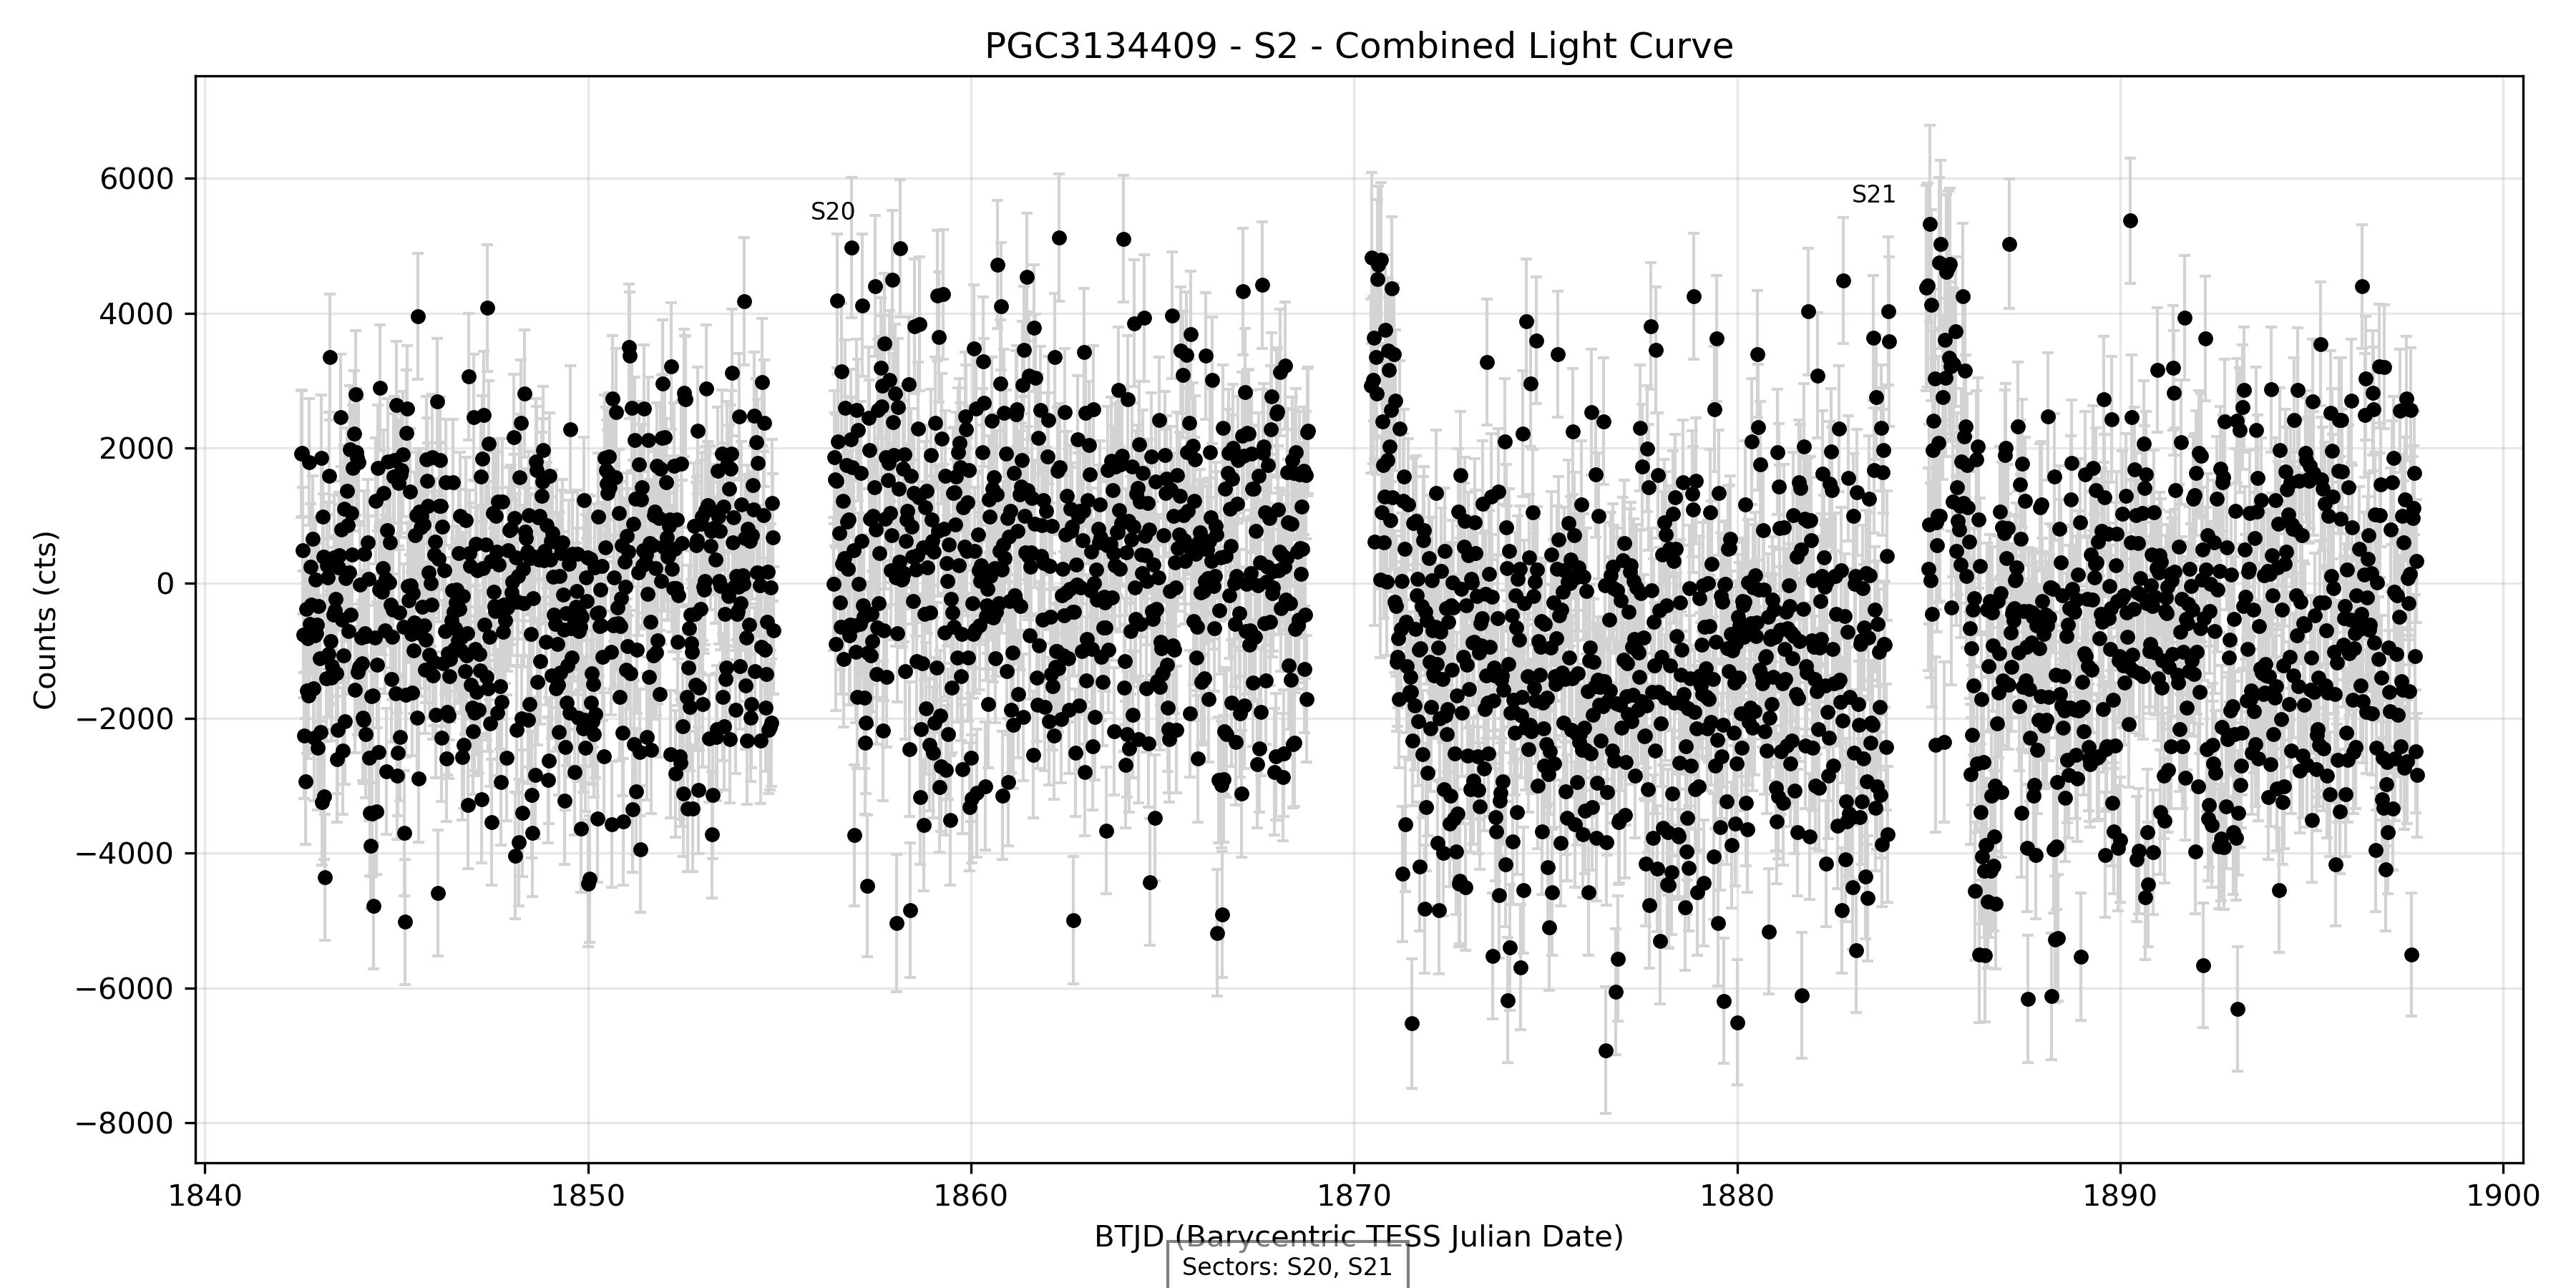 PGC3134409 - S2 - Combined Light Curve
Counts (cts)
6000
4000
2000
0
−2000
−4000
−6000
−8000
S20
S21
1840
1850
1860
1870
1880
1890
1900
BTJD (Barycentric TESS Julian Date)
Sectors: S20, S21